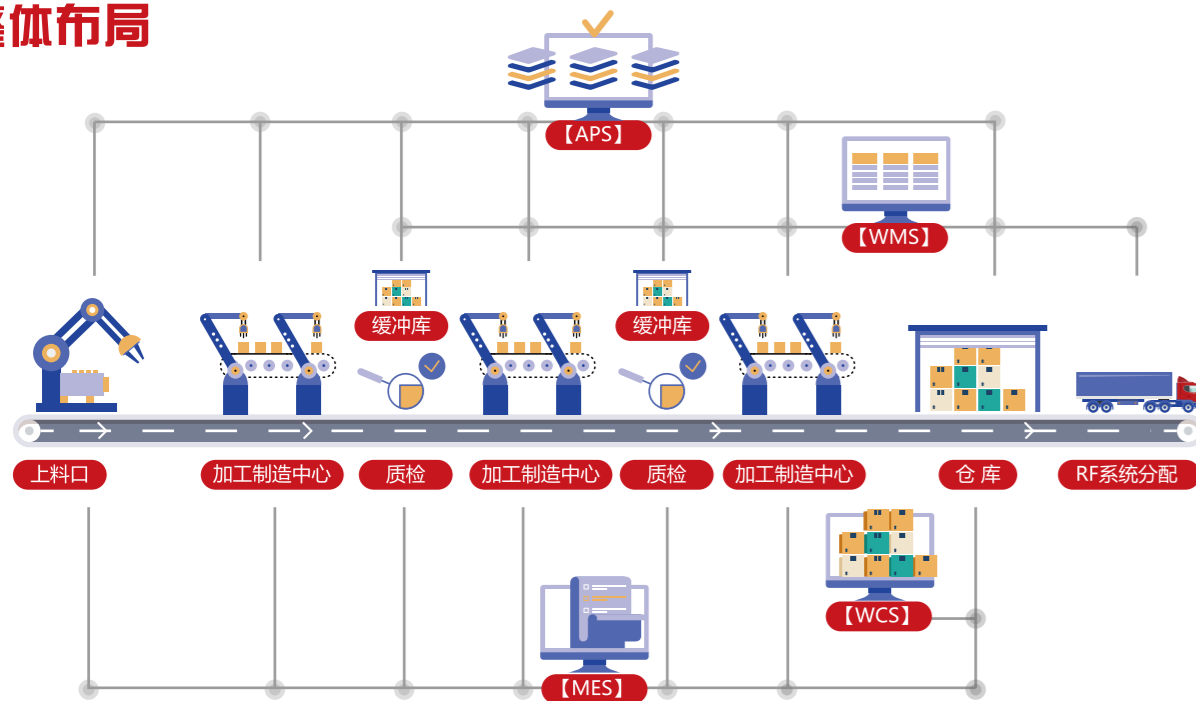 整体布局
【APS】
【WMS】
缓冲库
缓冲库
上料口
加工制造中心
质检
加工制造中心
质检
加工制造中心
仓 库
RF系统分配
【WCS】
【MES】